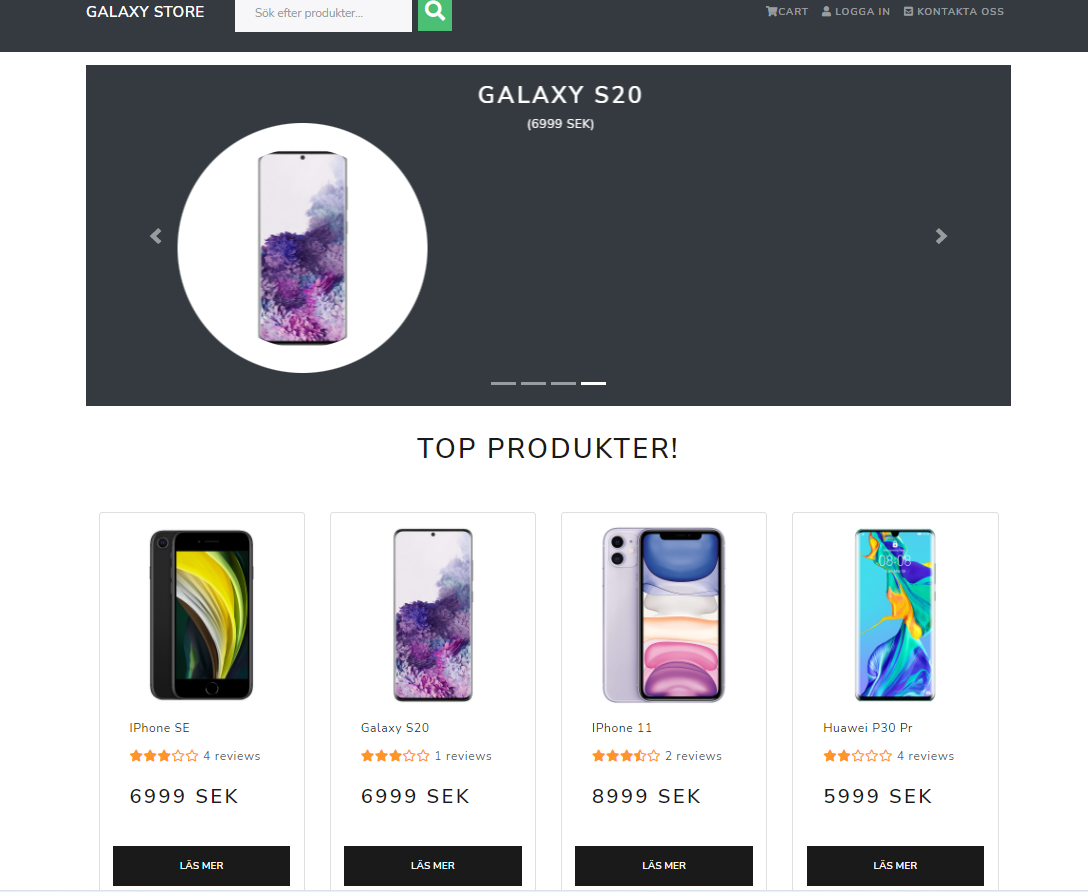 GALAXY STORE
Sök efter produkter...
CART
LOGGA IN
KONTAKTA OSS
GALAXY S20
(6999 SEK)
TOP PRODUKTER!
08:08
IPhone SE
4 reviews
6999 SEK
LÄS MER
Galaxy S20
1 reviews
6999 SEK
LÄS MER
IPhone 11
2 reviews
8999 SEK
LÄS MER
Huawei P30 Pr
4 reviews
5999 SEK
LÄS MER